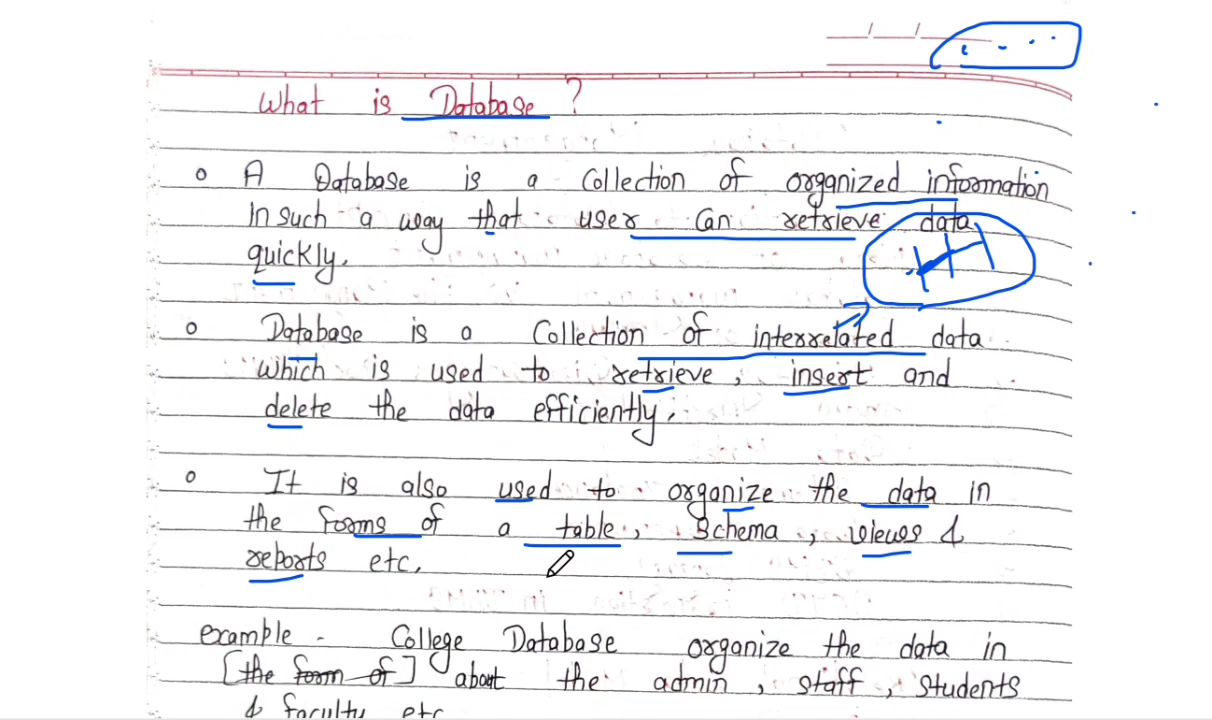 What is Database ?
o A Database is a Collection of organized information
in such a way that user can retrieve data
quickly.
o Database is a Collection of interrelated data
which is used to retrieve, insert and
delete the data efficiently.
o It is also used to organize the data in
the forms of a table, Schema, views &
reports etc.
example - College Database organize the data in
[the form of] about the admin, staff, students
& faculty etc